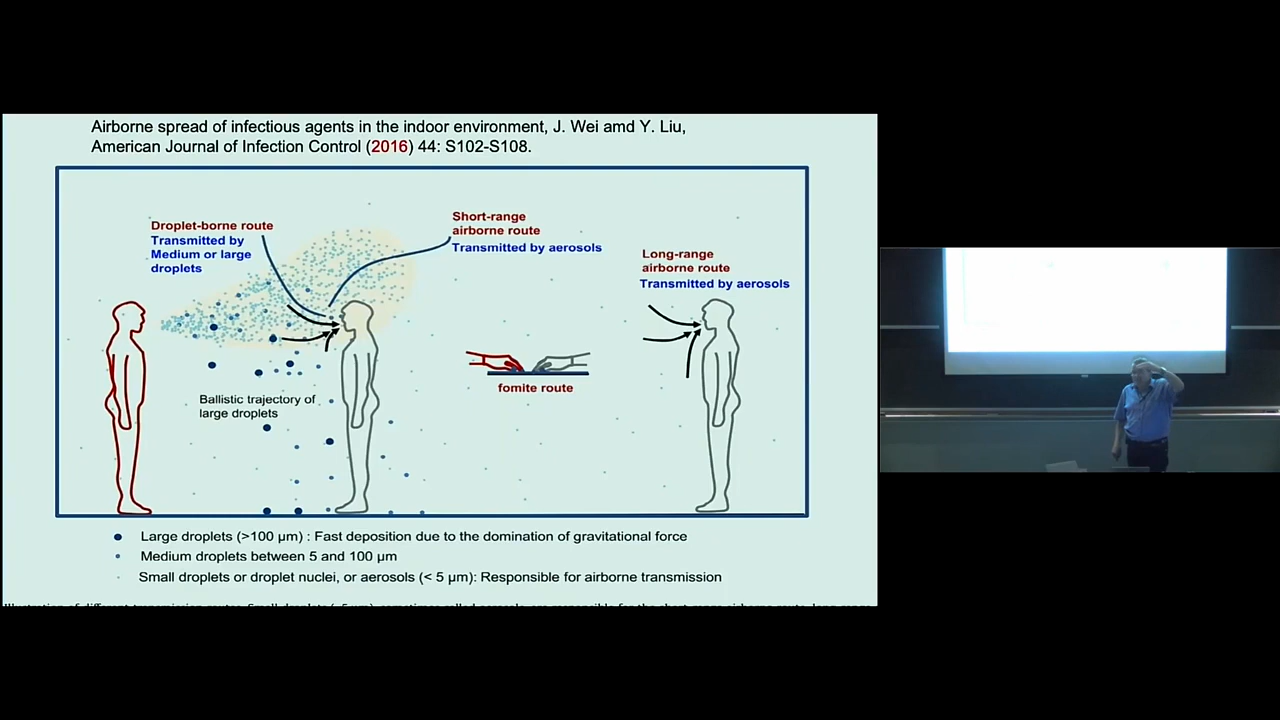 Airborne spread of infectious agents in the indoor environment, J. Wei amd Y. Liu,
American Journal of Infection Control (2016) 44: S102-S108.
Droplet-borne route
Transmitted by
Medium or large
droplets
Short-range
airborne route
Transmitted by aerosols
Long-range
airborne route
Transmitted by aerosols
fomite route
Ballistic trajectory of
large droplets
Large droplets (>100 µm) : Fast deposition due to the domination of gravitational force
Medium droplets between 5 and 100 µm
Small droplets or droplet nuclei, or aerosols (< 5 µm): Responsible for airborne transmission